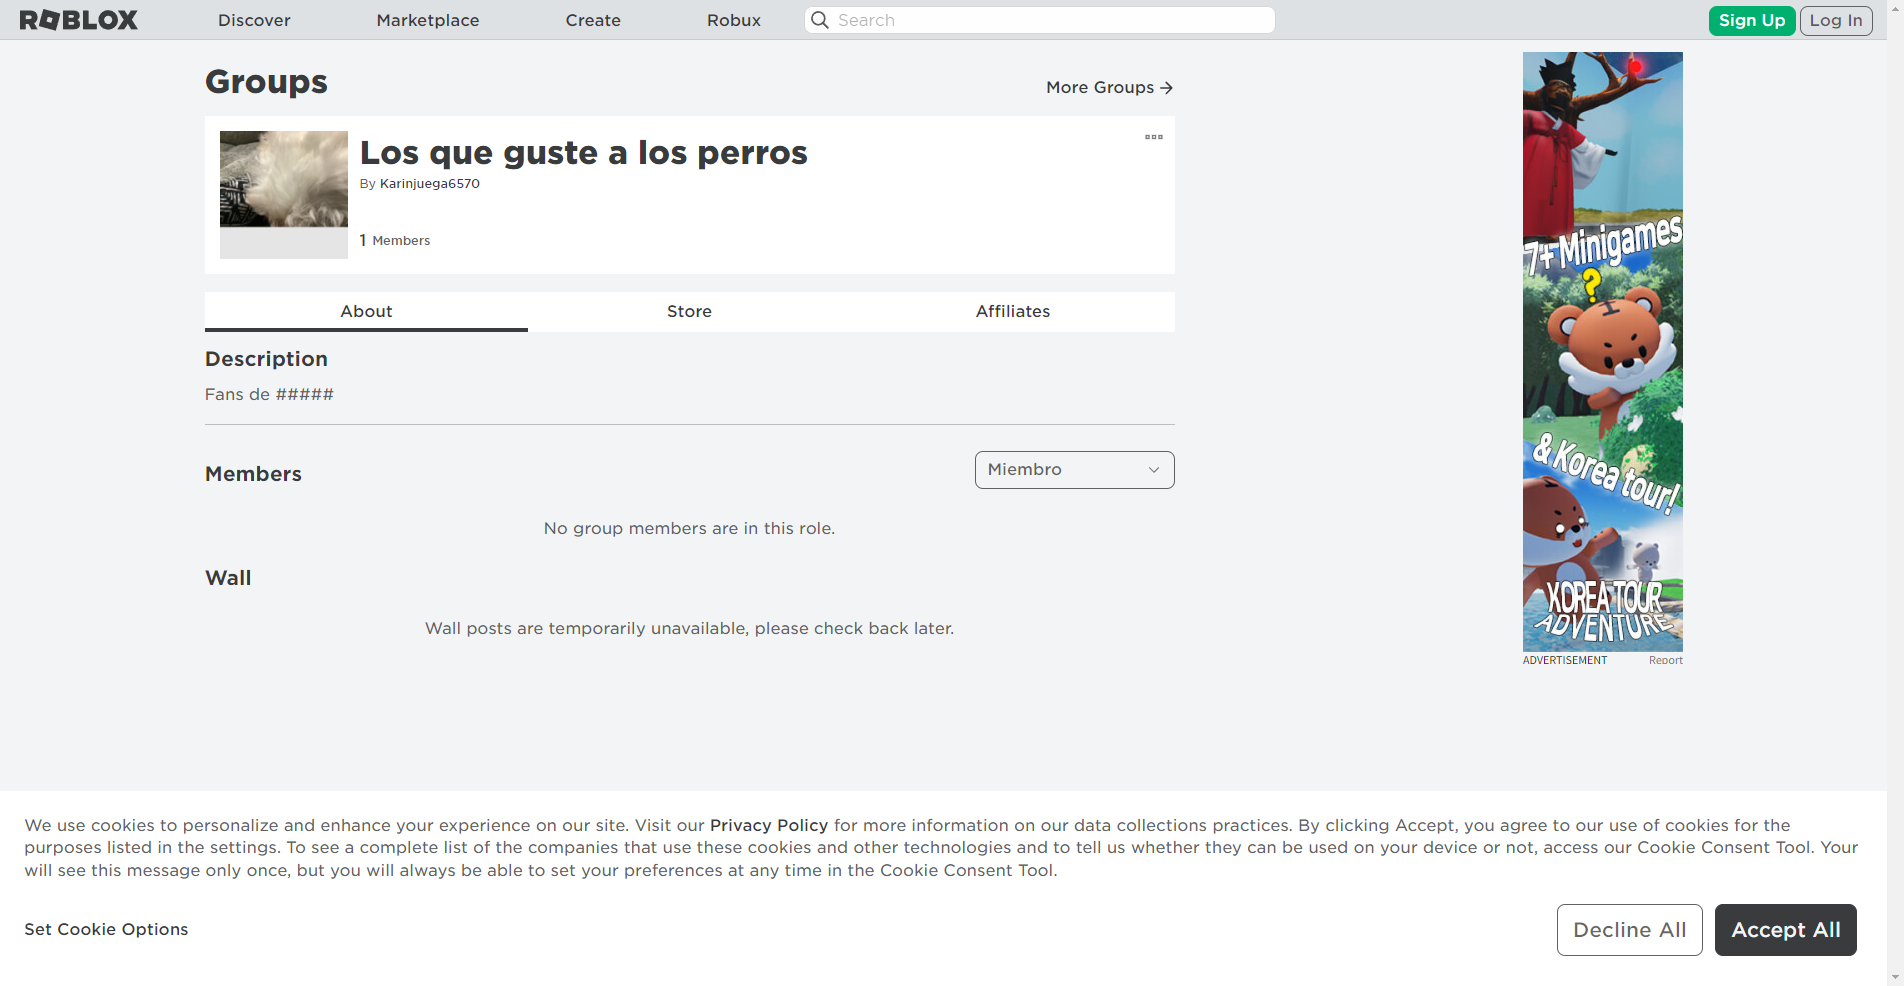 ROBLOX
Discover
Marketplace
Create
Robux
Search
Sign Up
Log In
Groups
More Groups →
Los que guste a los perros
By Karinjuega6570
1 Members
About
Store
Affiliates
Description
Fans de #####
Members
Miembro
No group members are in this role.
Wall
Wall posts are temporarily unavailable, please check back later.
7+ Minigames
?
& Korea tour!
KOREA TOUR
ADVENTURE
ADVERTISEMENT
Report
We use cookies to personalize and enhance your experience on our site. Visit our Privacy Policy for more information on our data collections practices. By clicking Accept, you agree to our use of cookies for the
purposes listed in the settings. To see a complete list of the companies that use these cookies and other technologies and to tell us whether they can be used on your device or not, access our Cookie Consent Tool. Your
will see this message only once, but you will always be able to set your preferences at any time in the Cookie Consent Tool.
Set Cookie Options
Decline All
Accept All